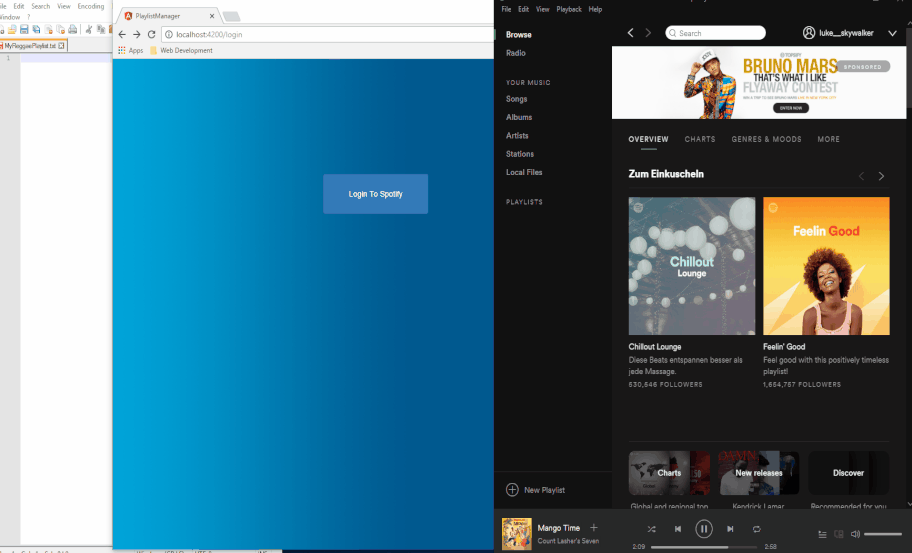 Edit Search View Encoding
Window ?
MyReggaePlaylist.txt
1
PlaylistManager
localhost:4200/login
Apps Web Development
Login To Spotify
File Edit View Playback Help
Browse
Radio
YOUR MUSIC
Songs
Albums
Artists
Stations
Local Files
PLAYLISTS
New Playlist
Search
luke__skywalker
BRUNO MARS
THAT'S WHAT I LIKE
FLYAWAY CONTEST
ENTER NOW
SPONSORED
OVERVIEW CHARTS GENRES & MOODS MORE
Zum Einkuscheln
Chillout
Lounge
Feelin Good
Chillout Lounge
Diese Beats entspannen besser als
jede Massage.
530,646 FOLLOWERS
Feelin' Good
Feel good with this positively timeless
playlist!
1,654,757 FOLLOWERS
Charts
New releases
Discover
Global and regional top
Kendrick Lamar
Recommended for you
Mango Time
Count Lasher's Seven
2:09
2:58